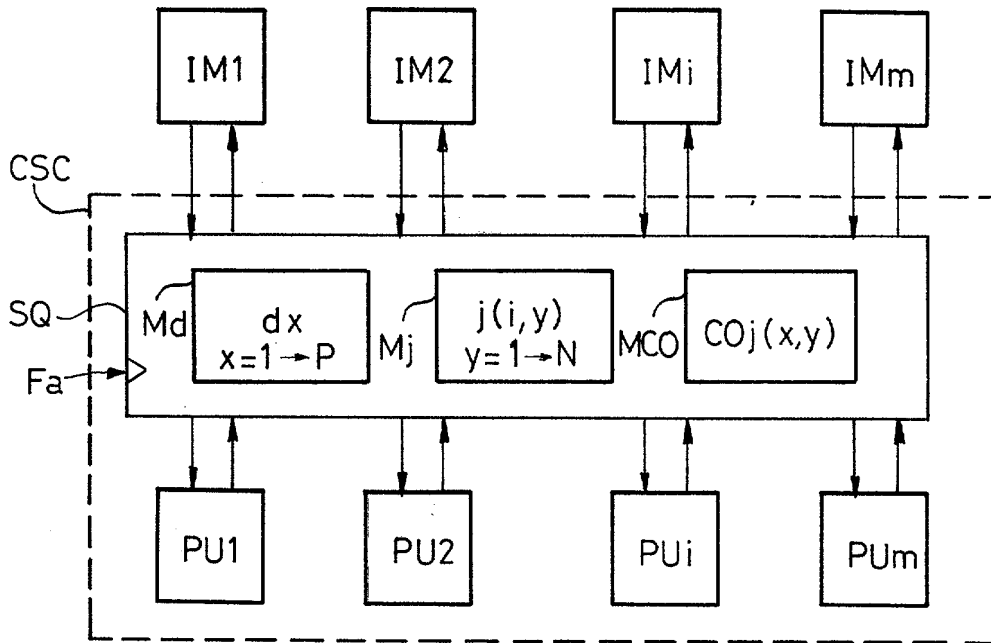 IM1 IM2 IMi IMm
CSC
SQ Md dx Mj j(i,y) MCO COj(x,y)
x=1→P y=1→N
Fa
PU1 PU2 PUi PUm